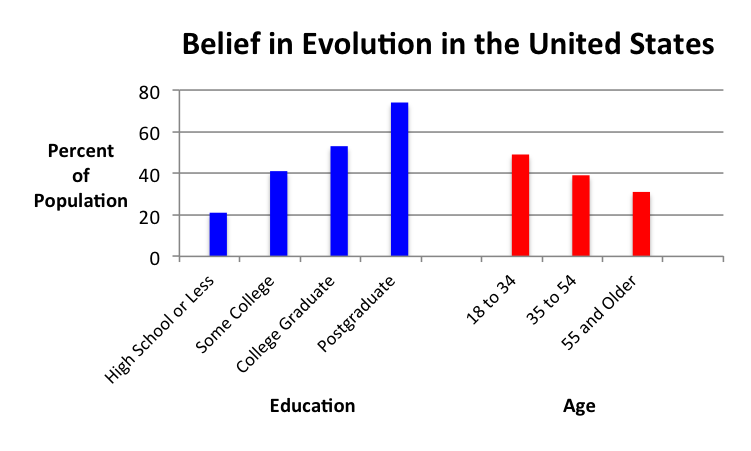 Belief in Evolution in the United States
Percent
of
Population
80
60
40
20
0
High School or Less
Some College
College Graduate
Postgraduate
18 to 34
35 to 54
55 and Older
Education
Age